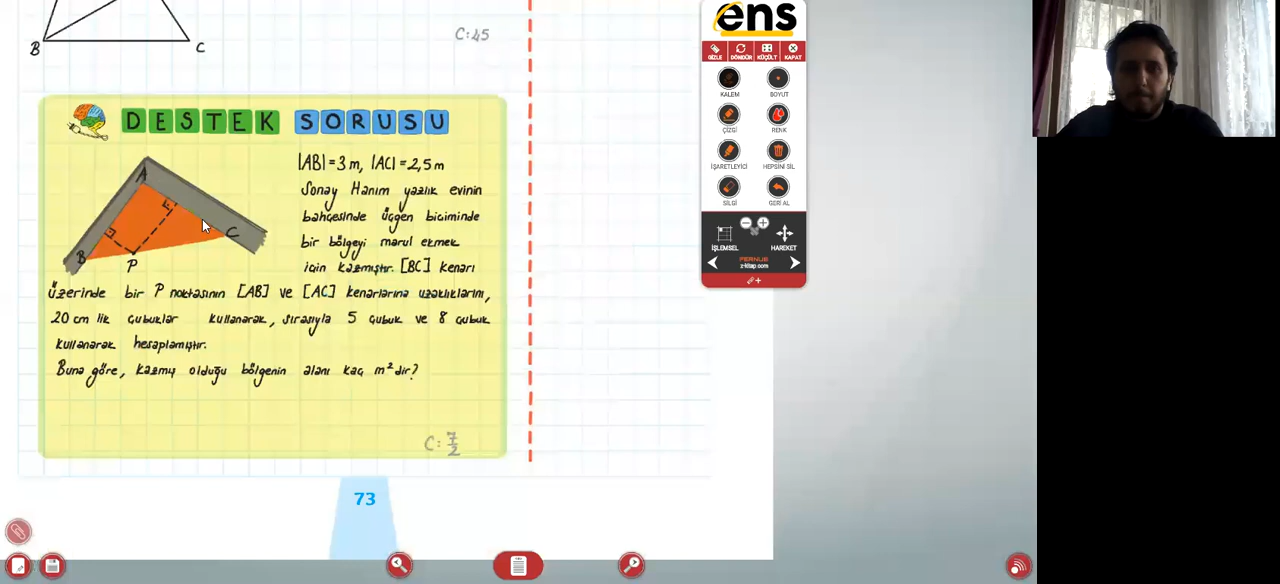 B
C
C:45
DESTEK SORUSU
|AB|=3 m, |AC|=2,5 m
Sonay Hanım yazlık evinin
bahçesinde üçgen biçiminde
bir bölgeyi marul ekmek
için kazmıştır. [BC] kenarı
üzerinde bir P noktasının [AB] ve [AC] kenarlarına uzaklıklarını,
20 cm lik çubuklar kullanarak, sırasıyla 5 çubuk ve 8 çubuk
kullanarak hesaplamıştır.
Buna göre, kazmış olduğu bölgenin alanı kaç m² dir?
A
B
P
C
C: 7/2
73
ens
GİZLE DÖNDÜR KÜÇÜLT KAPAT
KALEM BOYUT
ÇİZGİ RENK
İŞARETLEYİCİ HEPSİNİ SİL
SİLGİ GERİ AL
İŞLEMSEL HAREKET
FERNUS
z-kitap.com